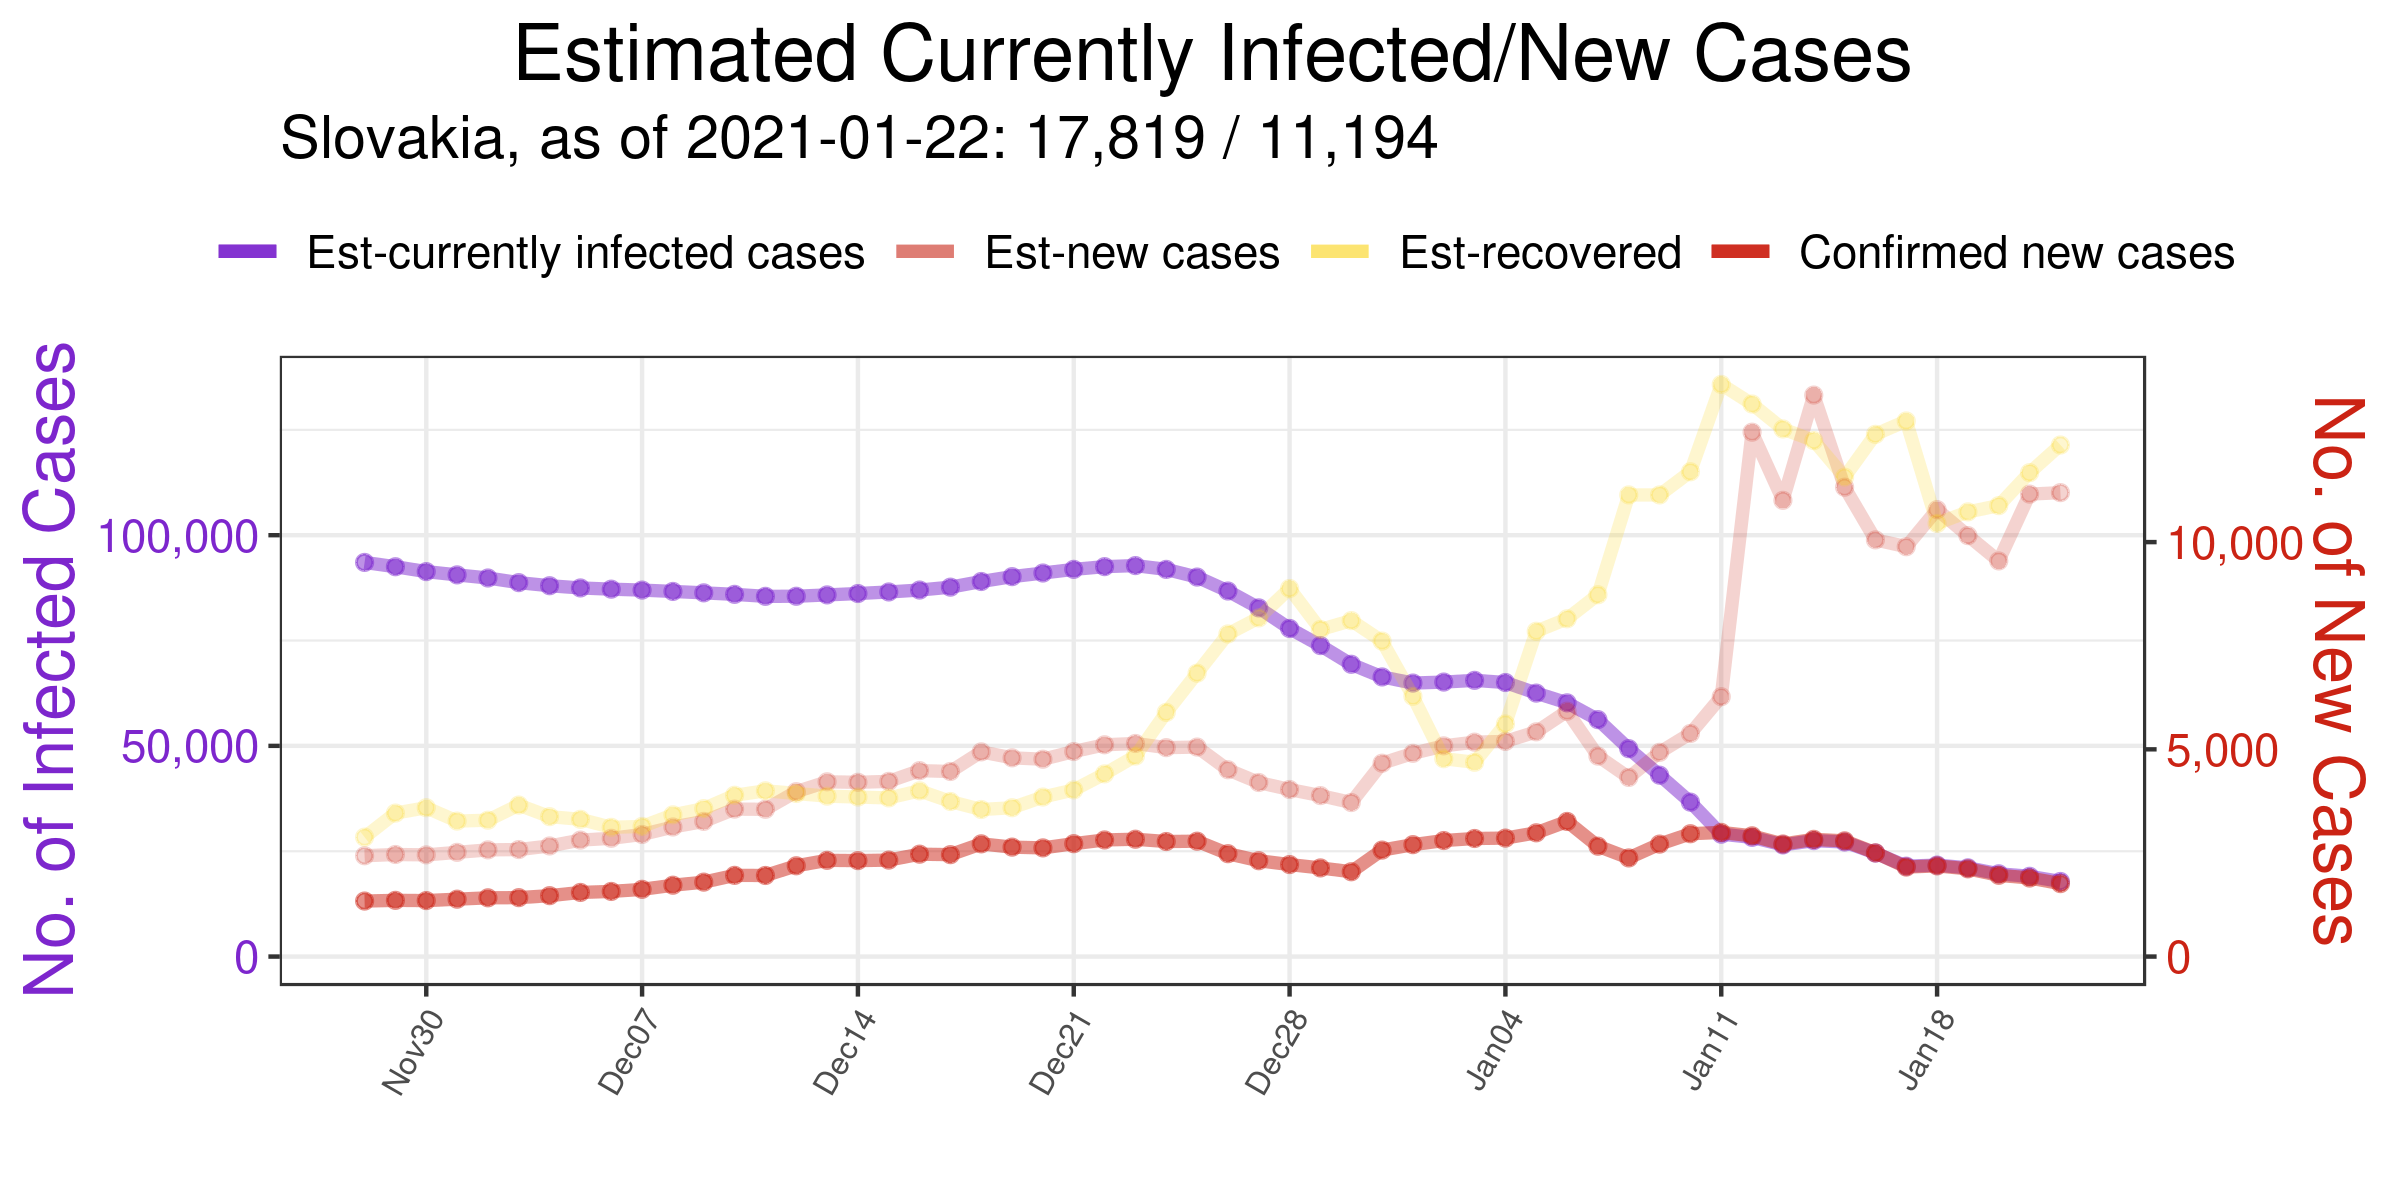 Estimated Currently Infected/New Cases
Slovakia, as of 2021-01-22: 17,819 / 11,194
Est-currently infected cases Est-new cases Est-recovered Confirmed new cases
No. of Infected Cases
100,000
50,000
0
10,000
5,000
0
No. of New Cases
Nov30 Dec07 Dec14 Dec21 Dec28 Jan04 Jan11 Jan18